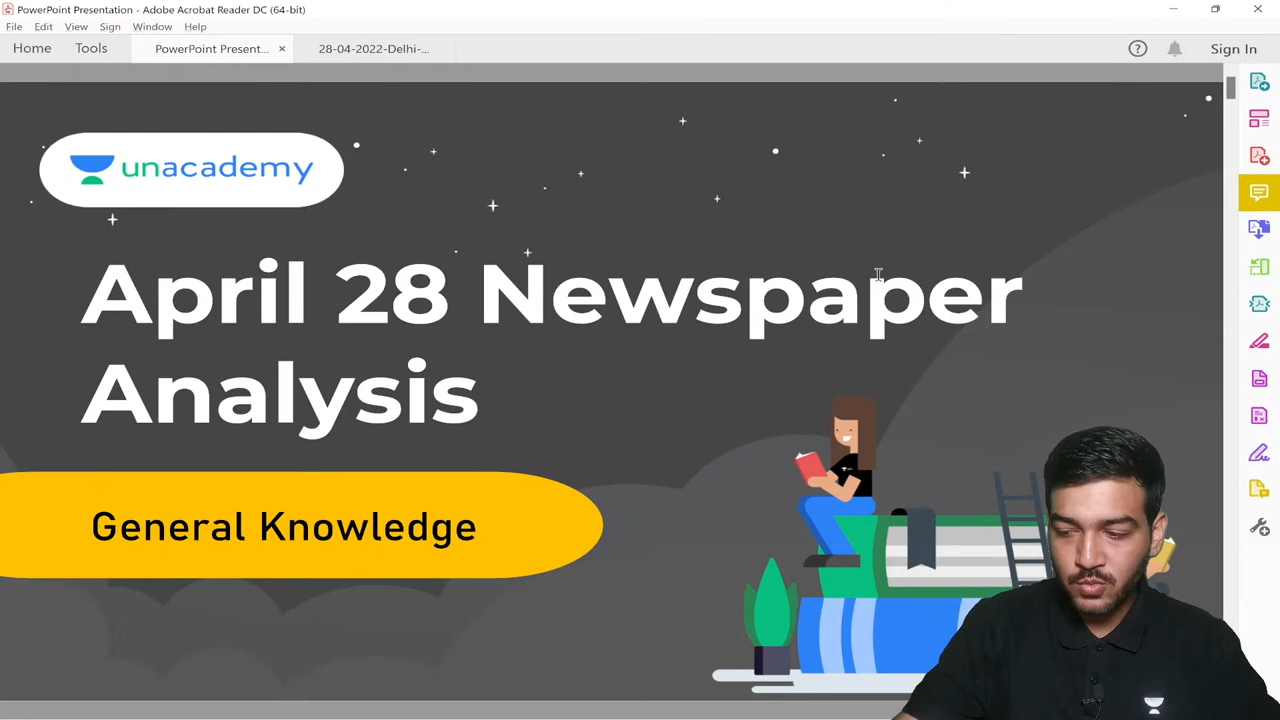 PowerPoint Presentation - Adobe Acrobat Reader DC (64-bit)
File Edit View Sign Window Help
Home Tools PowerPoint Present... × 28-04-2022-Delhi-... Sign In
unacademy
April 28 Newspaper
Analysis
General Knowledge